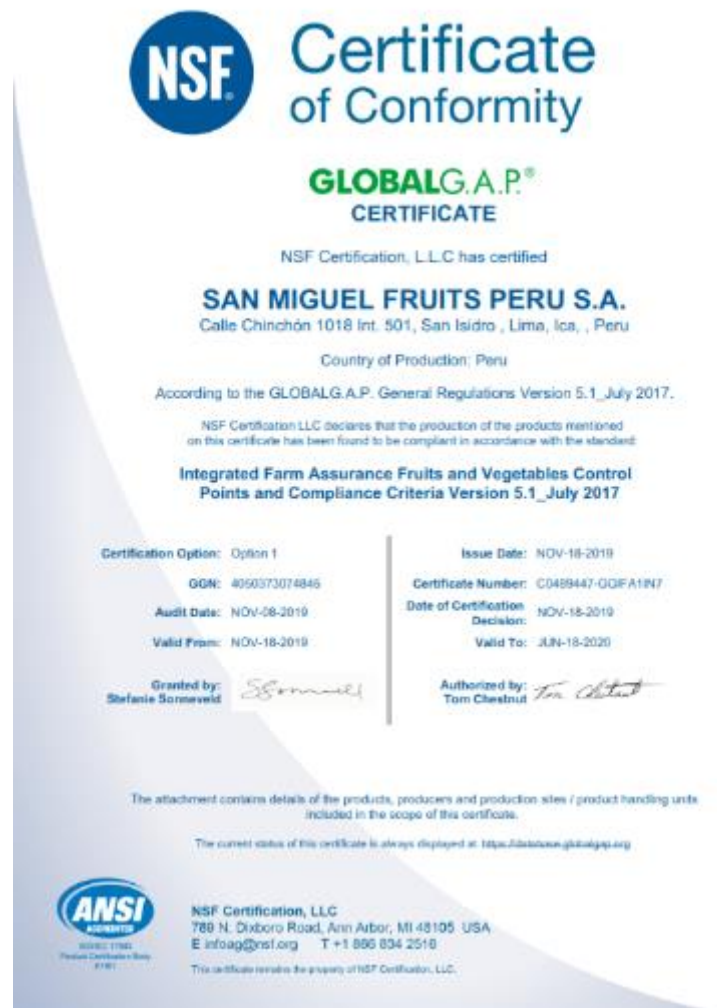 NSF®
Certificate
of Conformity
GLOBALG.A.P.®
CERTIFICATE
NSF Certification, L.L.C has certified
SAN MIGUEL FRUITS PERU S.A.
Calle Chinchón 1018 Int. 501, San Isidro , Lima, Ica, , Peru
Country of Production: Peru
According to the GLOBALG.A.P. General Regulations Version 5.1_July 2017.
NSF Certification LLC declares that the production of the products mentioned
on this certificate has been found to be compliant in accordance with the standard:
Integrated Farm Assurance Fruits and Vegetables Control
Points and Compliance Criteria Version 5.1_July 2017
Certification Option: Option 1
GGN: 4050373074846
Audit Date: NOV-08-2019
Valid From: NOV-18-2019
Granted by:
Stefanie Sonneveld
Issue Date: NOV-18-2019
Certificate Number:
Date of Certification
Decision: NOV-18-2019
Valid To: JUN-18-2020
Authorized by:
Tom Chestnut
The attachment contains details of the products, producers and production sites / product handling units
included in the scope of this certificate.
The current status of this certificate is always displayed at: https://database.globalgap.org
ANSI
ACCREDITED
Product Certification Body
NSF Certification, LLC
789 N. Dixboro Road, Ann Arbor, MI 48105 USA
E infoag@nsf.org T +1 866 834 2516
This certificate remains the property of NSF Certification, LLC.